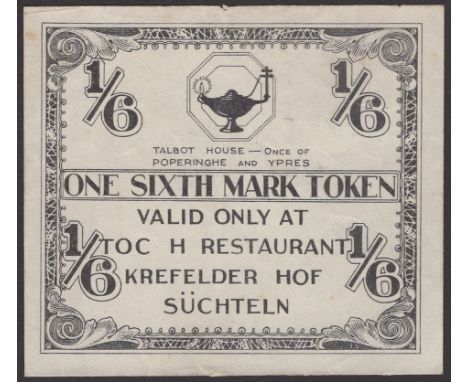 1/6 1/6
TALBOT HOUSE — ONCE OF
POPERINGHE AND YPRES
ONE SIXTH MARK TOKEN
VALID ONLY AT
1/6 TOC H RESTAURANT 1/6
KREFELDER HOF
SÜCHTELN